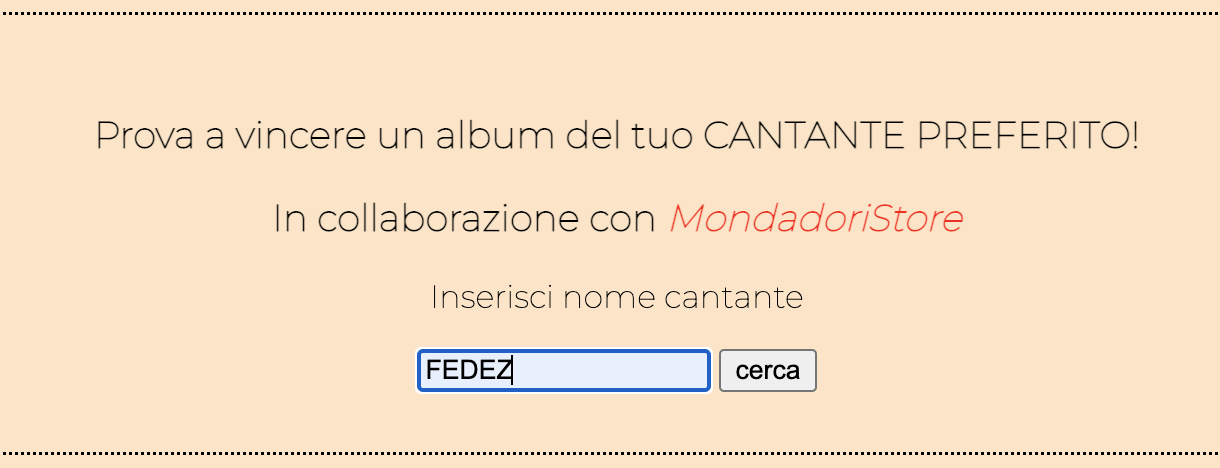 Prova a vincere un album del tuo CANTANTE PREFERITO!
In collaborazione con MondadoriStore
Inserisci nome cantante
FEDEZ cerca